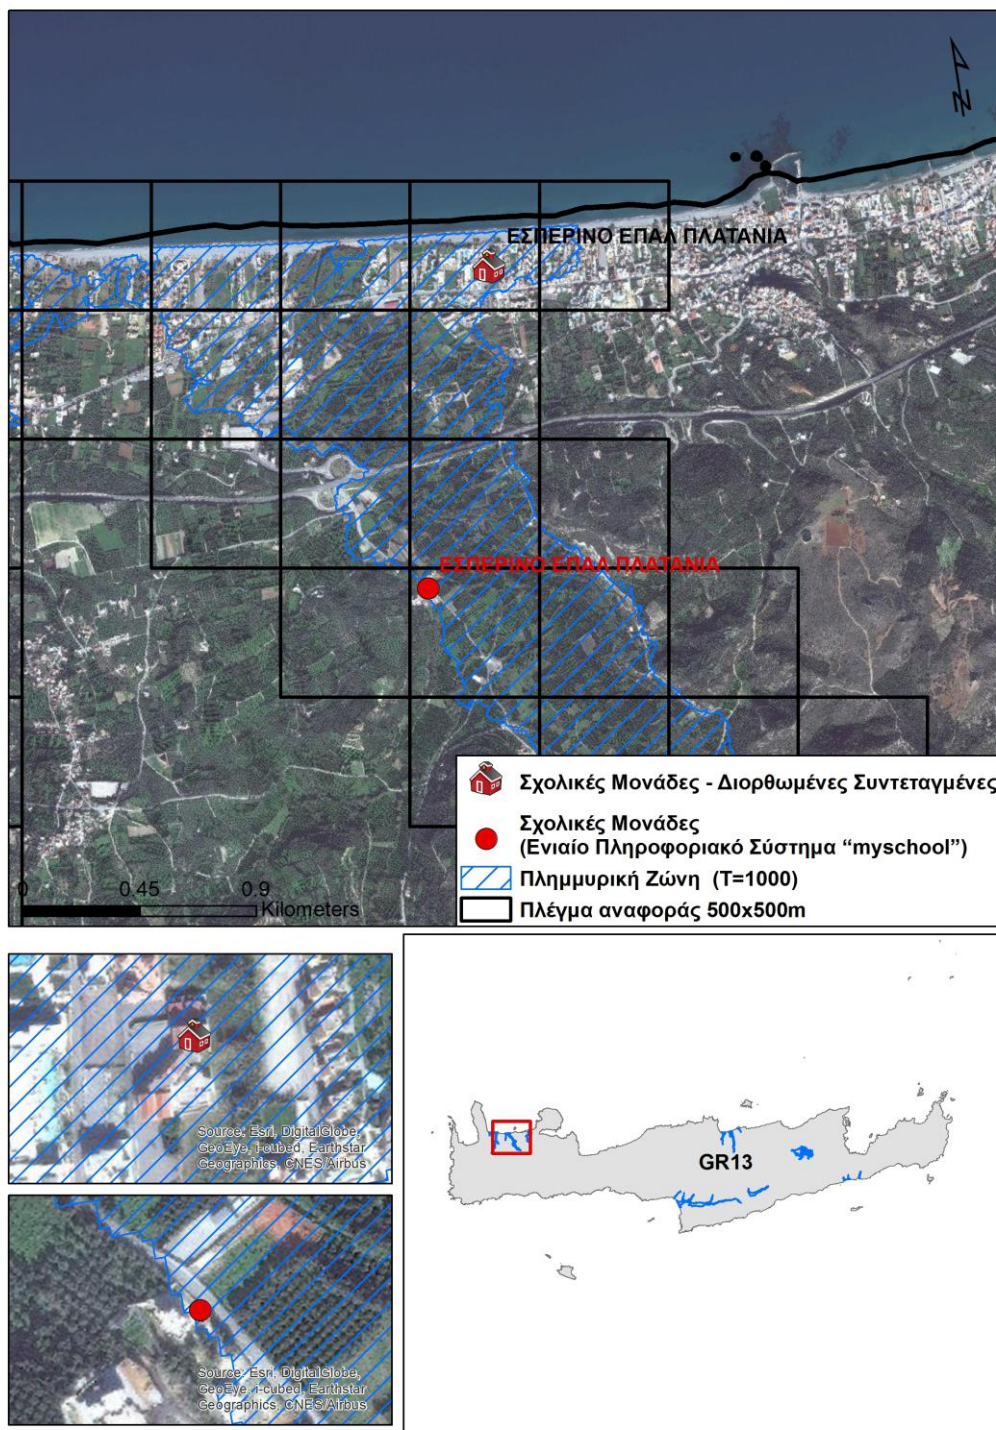 N
ΕΣΠΕΡΙΝΟ ΕΠΑΛ ΠΛΑΤΑΝΙΑ
ΕΣΠΕΡΙΝΟ ΕΠΑΛ ΠΛΑΤΑΝΙΑ
Σχολικές Μονάδες - Διορθωμένες Συντεταγμένες
Σχολικές Μονάδες
(Ενιαίο Πληροφοριακό Σύστημα “myschool”)
Πλημμυρική Ζώνη (T=1000)
Πλέγμα αναφοράς 500x500m
0 0.45 0.9
Kilometers
Source: Esri, DigitalGlobe,
GeoEye, i-cubed, Earthstar
Geographics, CNES/Airbus
GR13
Source: Esri, DigitalGlobe,
GeoEye, i-cubed, Earthstar
Geographics, CNES/Airbus